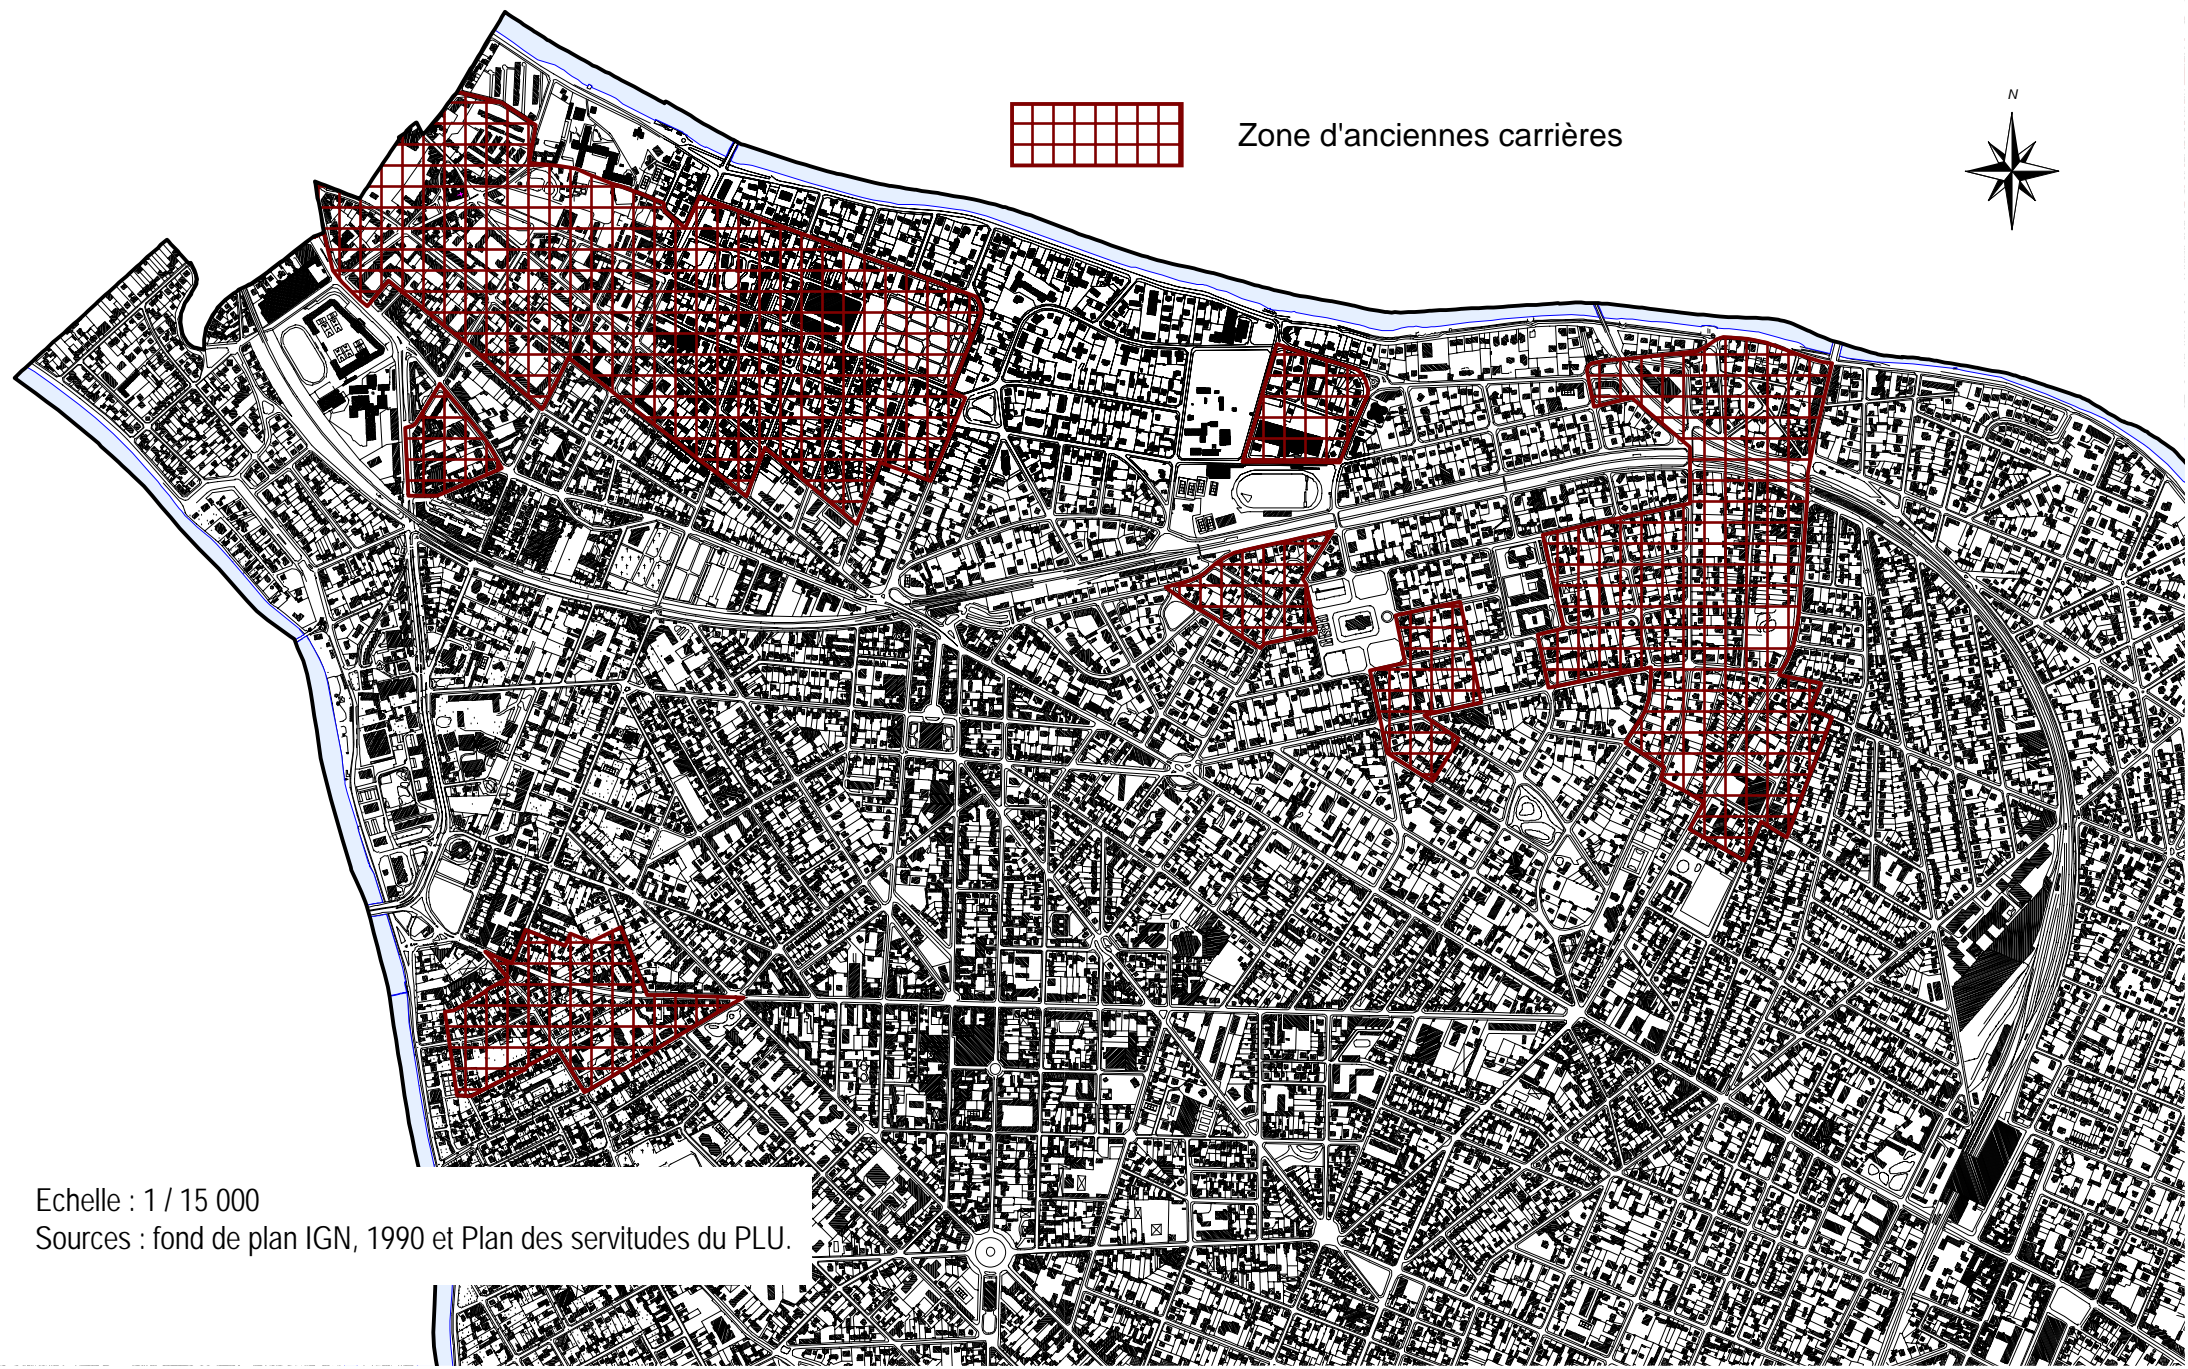 N
Zone d'anciennes carrières
Echelle : 1 / 15 000
Sources : fond de plan IGN, 1990 et Plan des servitudes du PLU.